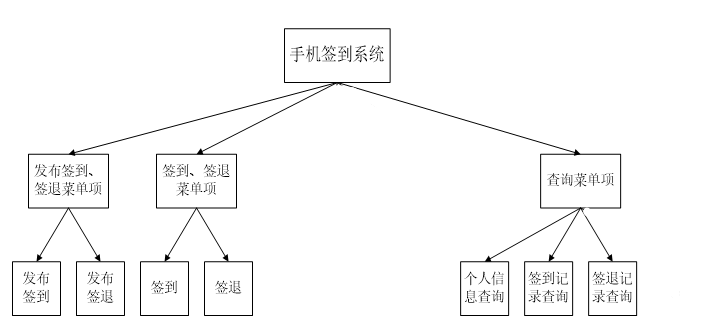 手机签到系统
发布签到、
签退菜单项
签到、签退
菜单项
查询菜单项
发布
签到
发布
签退
签到
签退
个人信
息查询
签到记
录查询
签退记
录查询